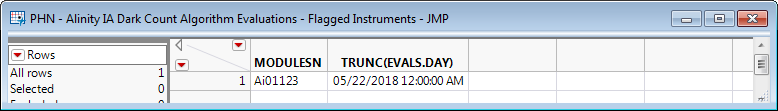 PHN - Alinity IA Dark Count Algorithm Evaluations - Flagged Instruments - JMP
Rows
All rows 1
Selected 0
MODULESN TRUNC(EVALS.DAY)
1 Ai01123 05/22/2018 12:00:00 AM